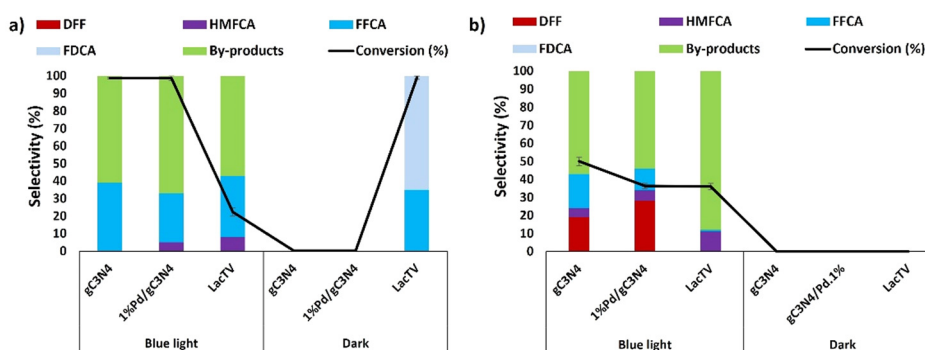 a)
DFF HMFCA FFCA
FDCA By-products Conversion (%)
Selectivity (%)
100
90
80
70
60
50
40
30
20
10
0
gC3N4
1%Pd/gC3N4
LacTV
gC3N4
1%Pd/gC3N4
LacTV
Blue light Dark
b)
DFF HMFCA FFCA
FDCA By-products Conversion (%)
Selectivity (%)
100
90
80
70
60
50
40
30
20
10
0
gC3N4
1%Pd/gC3N4
LacTV
gC3N4
gC3N4/Pd.1%
LacTV
Blue light Dark